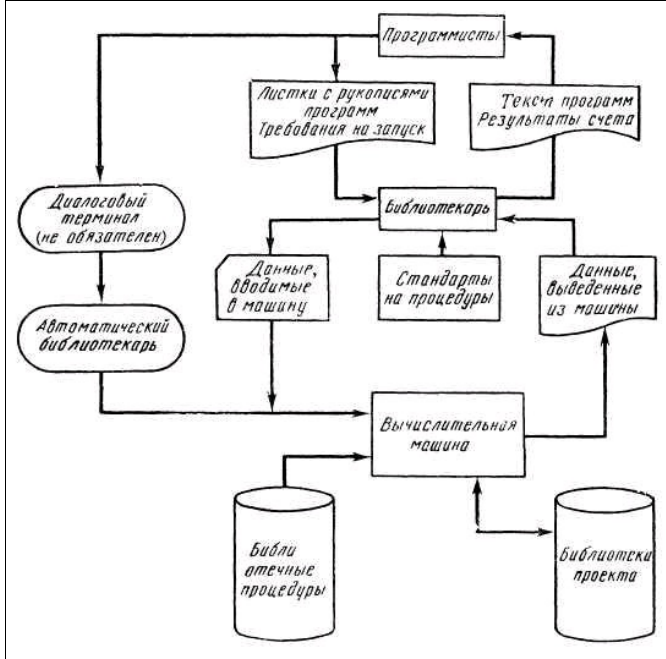 Программисты
Листки с рукописями
программ
Требования на запуск
Текст программ
Результаты счета
Диалоговый
терминал
(не обязателен)
Библиотекарь
Данные,
вводимые
в машину
Стандарты
на процедуры
Данные,
выведенные
из машины
Автоматический
библиотекарь
Вычислительная
машина
Библи
отечные
процедуры
Библиотеки
проекта